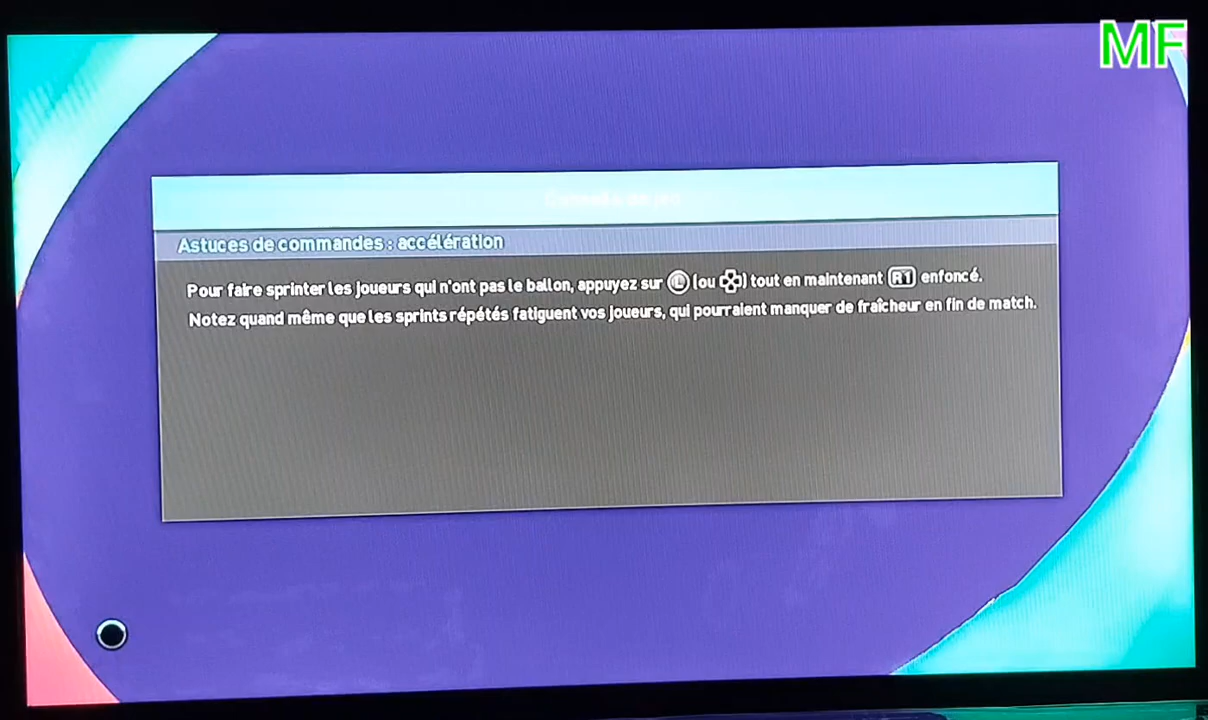 MF
Astuces de commandes : accélération
Pour faire sprinter les joueurs qui n'ont pas le ballon, appuyez sur L (ou ) tout en maintenant R1 enfoncé.
Notez quand même que les sprints répétés fatiguent vos joueurs, qui pourraient manquer de fraîcheur en fin de match.